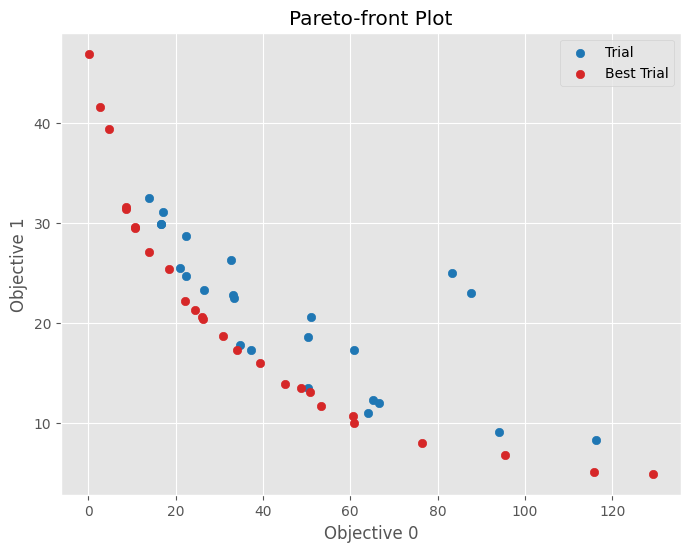 Pareto-front Plot
Trial
Best Trial
Objective 1
40
30
20
10
0 20 40 60 80 100 120
Objective 0